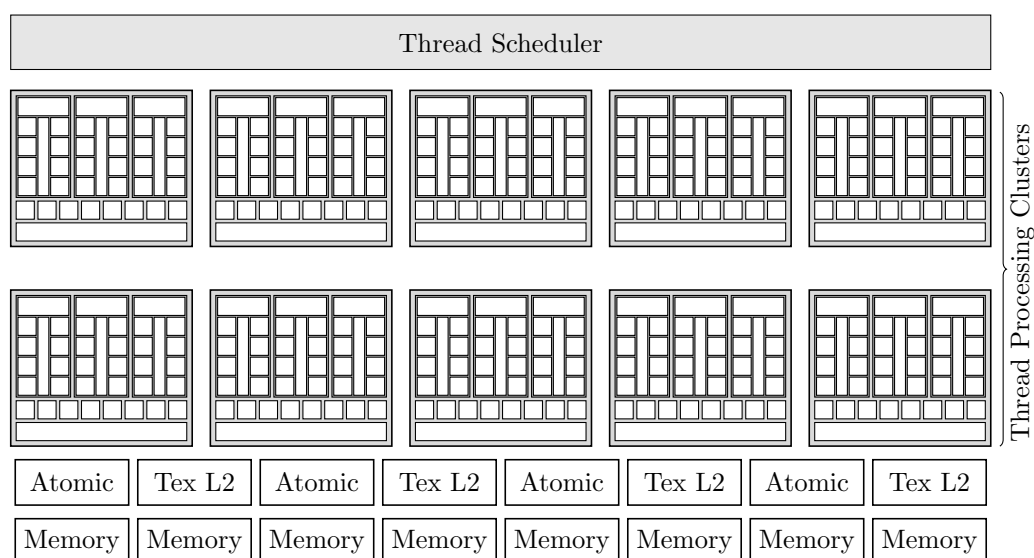 Thread Scheduler
Thread Processing Clusters
Atomic Tex L2 Atomic Tex L2 Atomic Tex L2 Atomic Tex L2
Memory Memory Memory Memory Memory Memory Memory Memory